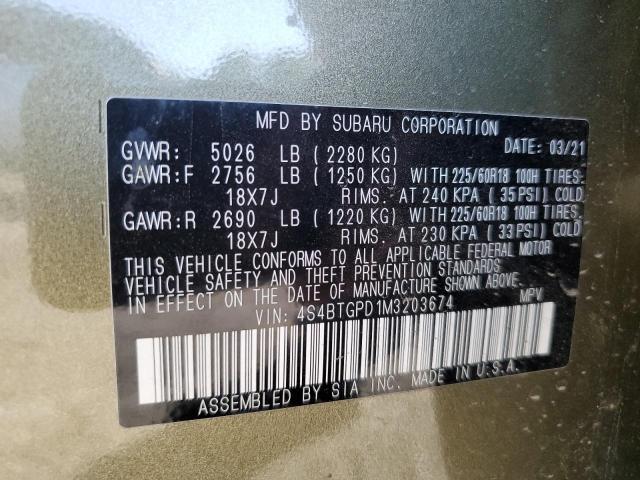 MFD BY SUBARU CORPORATION
GVWR: 5026 LB (2280 KG) DATE: 03/21
GAWR:F 2756 LB (1250 KG) WITH 225/60R18 100H TIRES.
18X7J RIMS. AT 240 KPA (35 PSI) COLD
GAWR:R 2690 LB (1220 KG) WITH 225/60R18 100H TIRES.
18X7J RIMS. AT 230 KPA (33 PSI) COLD
THIS VEHICLE CONFORMS TO ALL APPLICABLE FEDERAL MOTOR
VEHICLE SAFETY AND THEFT PREVENTION STANDARDS
IN EFFECT ON THE DATE OF MANUFACTURE SHOWN ABOVE.
VIN: 4S4BTGPD1M3203674 MPV
ASSEMBLED BY SIA INC. MADE IN U.S.A.